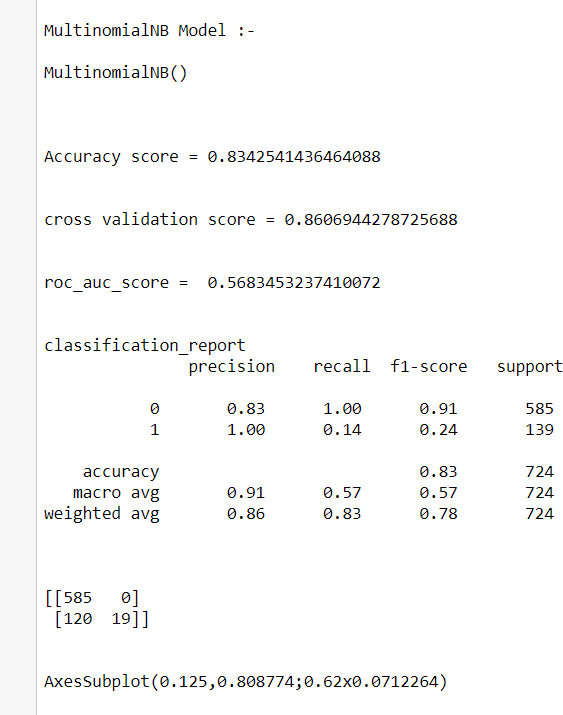 MultinomialNB Model :-
MultinomialNB()
Accuracy score = 0.8342541436464088
cross validation score = 0.8606944278725688
roc_auc_score =  0.5683453237410072
classification_report
               precision    recall  f1-score   support
           0       0.83      1.00      0.91       585
           1       1.00      0.14      0.24       139
    accuracy                           0.83       724
   macro avg       0.91      0.57      0.57       724
weighted avg       0.86      0.83      0.78       724
[[585   0]
 [120  19]]
AxesSubplot(0.125,0.808774;0.62x0.0712264)